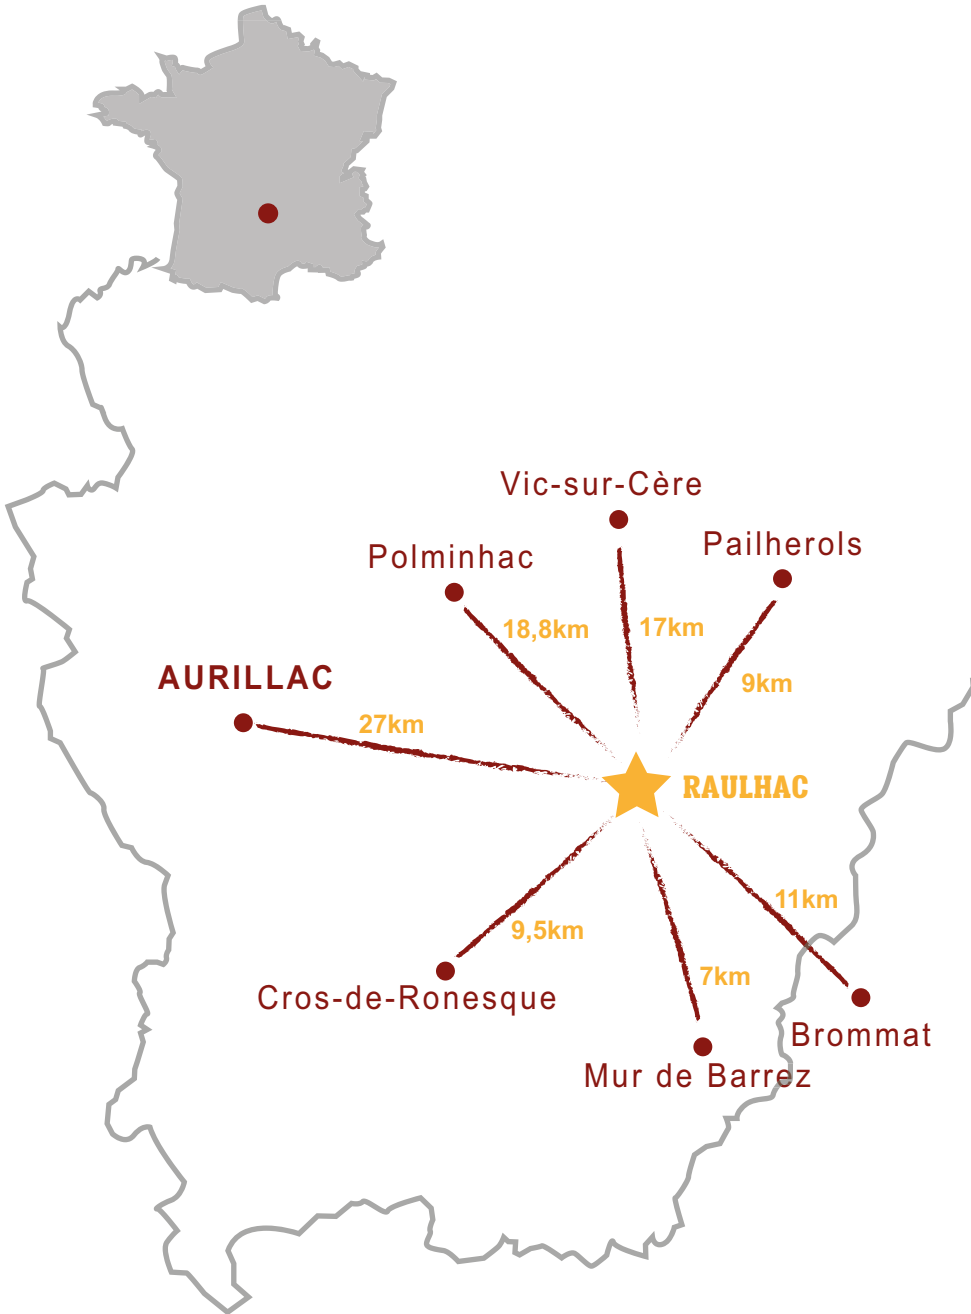 Vic-sur-Cère
Pailherols
Polminhac
18,8km
17km
AURILLAC
9km
27km
RAULHAC
11km
9,5km
7km
Cros-de-Ronesque
Brommat
Mur de Barrez